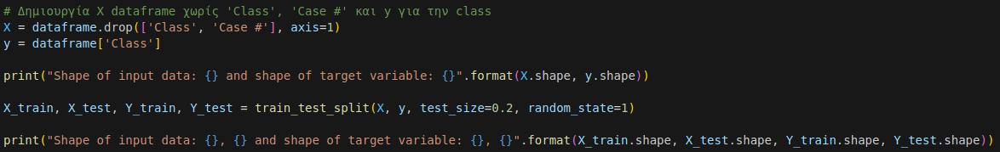 # Δημιουργία X dataframe χωρίς 'Class', 'Case #' και y για την class
X = dataframe.drop(['Class', 'Case #'], axis=1)
y = dataframe['Class']
print("Shape of input data: {} and shape of target variable: {}".format(X.shape, y.shape))
X_train, X_test, Y_train, Y_test = train_test_split(X, y, test_size=0.2, random_state=1)
print("Shape of input data: {}, {} and shape of target variable: {}, {}".format(X_train.shape, X_test.shape, Y_train.shape, Y_test.shape))